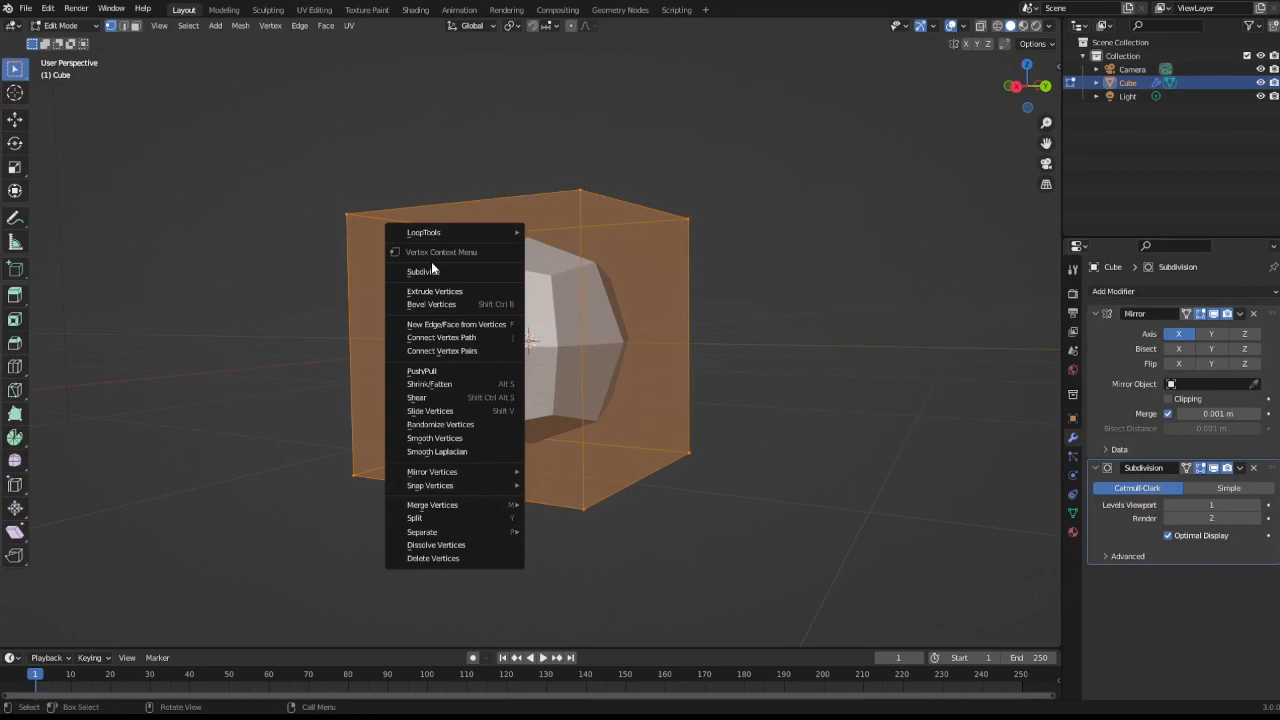 File Edit Render Window Help Layout Modeling Sculpting UV Editing Texture Paint Shading Animation Rendering Compositing Geometry Nodes Scripting + Scene ViewLayer
Edit Mode View Select Add Mesh Vertex Edge Face UV Global
X Y Z Options
User Perspective
(1) Cube
Z
X Y
Scene Collection
Collection
Camera
Cube
Light
LoopTools
Vertex Context Menu
Subdivide
Extrude Vertices
Bevel Vertices Shift Ctrl B
New Edge/Face from Vertices F
Connect Vertex Path J
Connect Vertex Pairs
Push/Pull
Shrink/Fatten Alt S
Shear Shift Ctrl Alt S
Slide Vertices Shift V
Randomize Vertices
Smooth Vertices
Smooth Laplacian
Mirror Vertices
Snap Vertices
Merge Vertices M
Split Y
Separate P
Dissolve Vertices
Delete Vertices
Cube Subdivision
Add Modifier
Mirror
Axis X Y Z
Bisect X Y Z
Flip X Y Z
Mirror Object
Clipping
Merge 0.001 m
Bisect Distance 0.001 m
Data
Subdivision
Catmull-Clark Simple
Levels Viewport 1
Render 2
Optimal Display
Advanced
Playback Keying View Marker 1 Start 1 End 250
1 10 20 30 40 50 60 70 80 90 100 110 120 130 140 150 160 170 180 190 200 210 220 230 240 250
Select Box Select Rotate View Call Menu 3.0.0